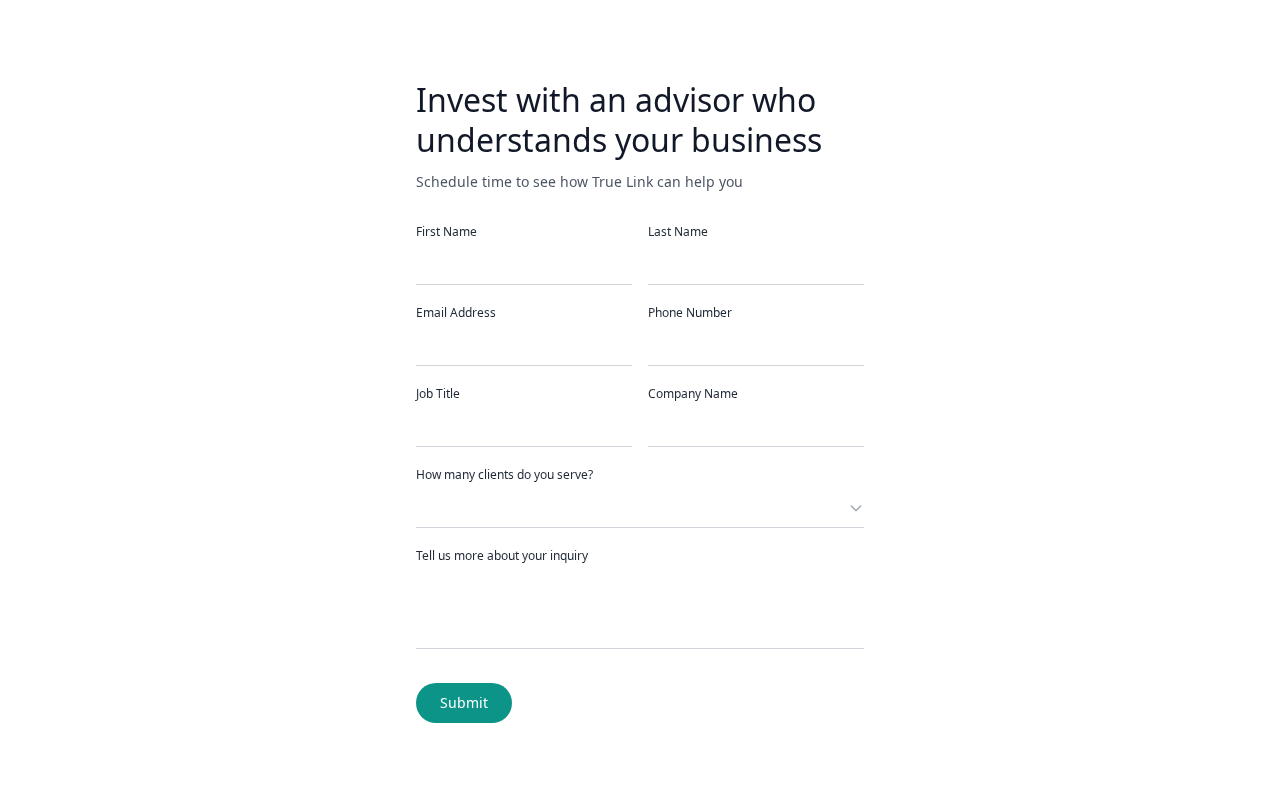 Invest with an advisor who
understands your business
Schedule time to see how True Link can help you
First Name
Last Name
Email Address
Phone Number
Job Title
Company Name
How many clients do you serve?
Tell us more about your inquiry
Submit